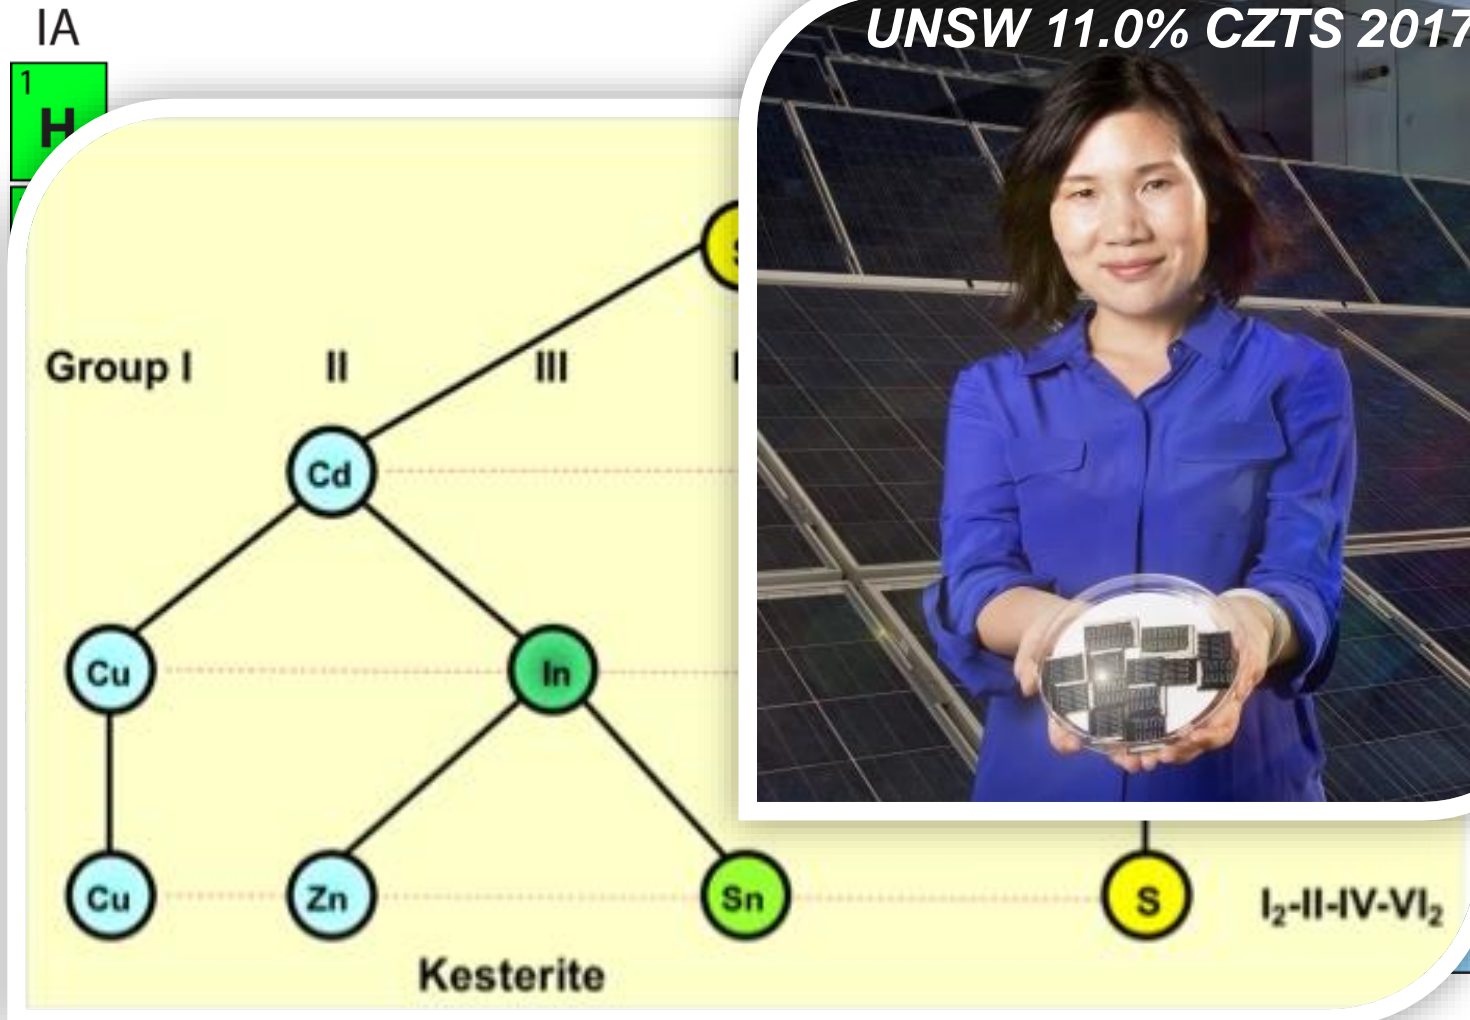 IA
UNSW 11.0% CZTS 2017
1
H
Group I II III
Cd
Cu In
Cu Zn Sn S I₂-II-IV-VI₂
Kesterite